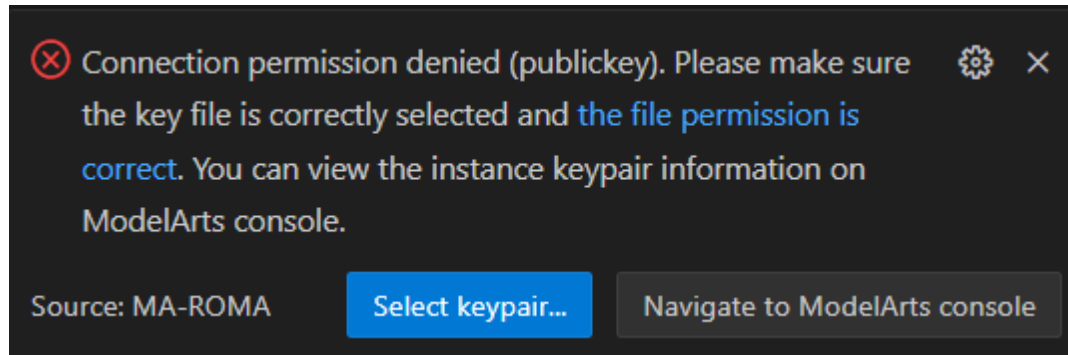 Connection permission denied (publickey). Please make sure
the key file is correctly selected and the file permission is
correct. You can view the instance keypair information on
ModelArts console.
Source: MA-ROMA
Select keypair...
Navigate to ModelArts console